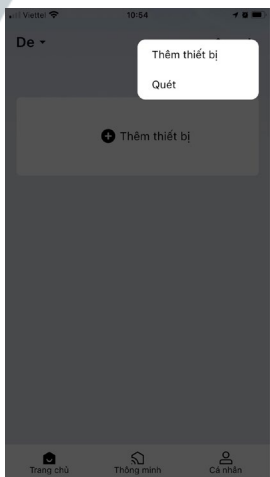 Viettel 10:54
De
Thêm thiết bị
Quét
Thêm thiết bị
Trang chủ Thông minh Cá nhân